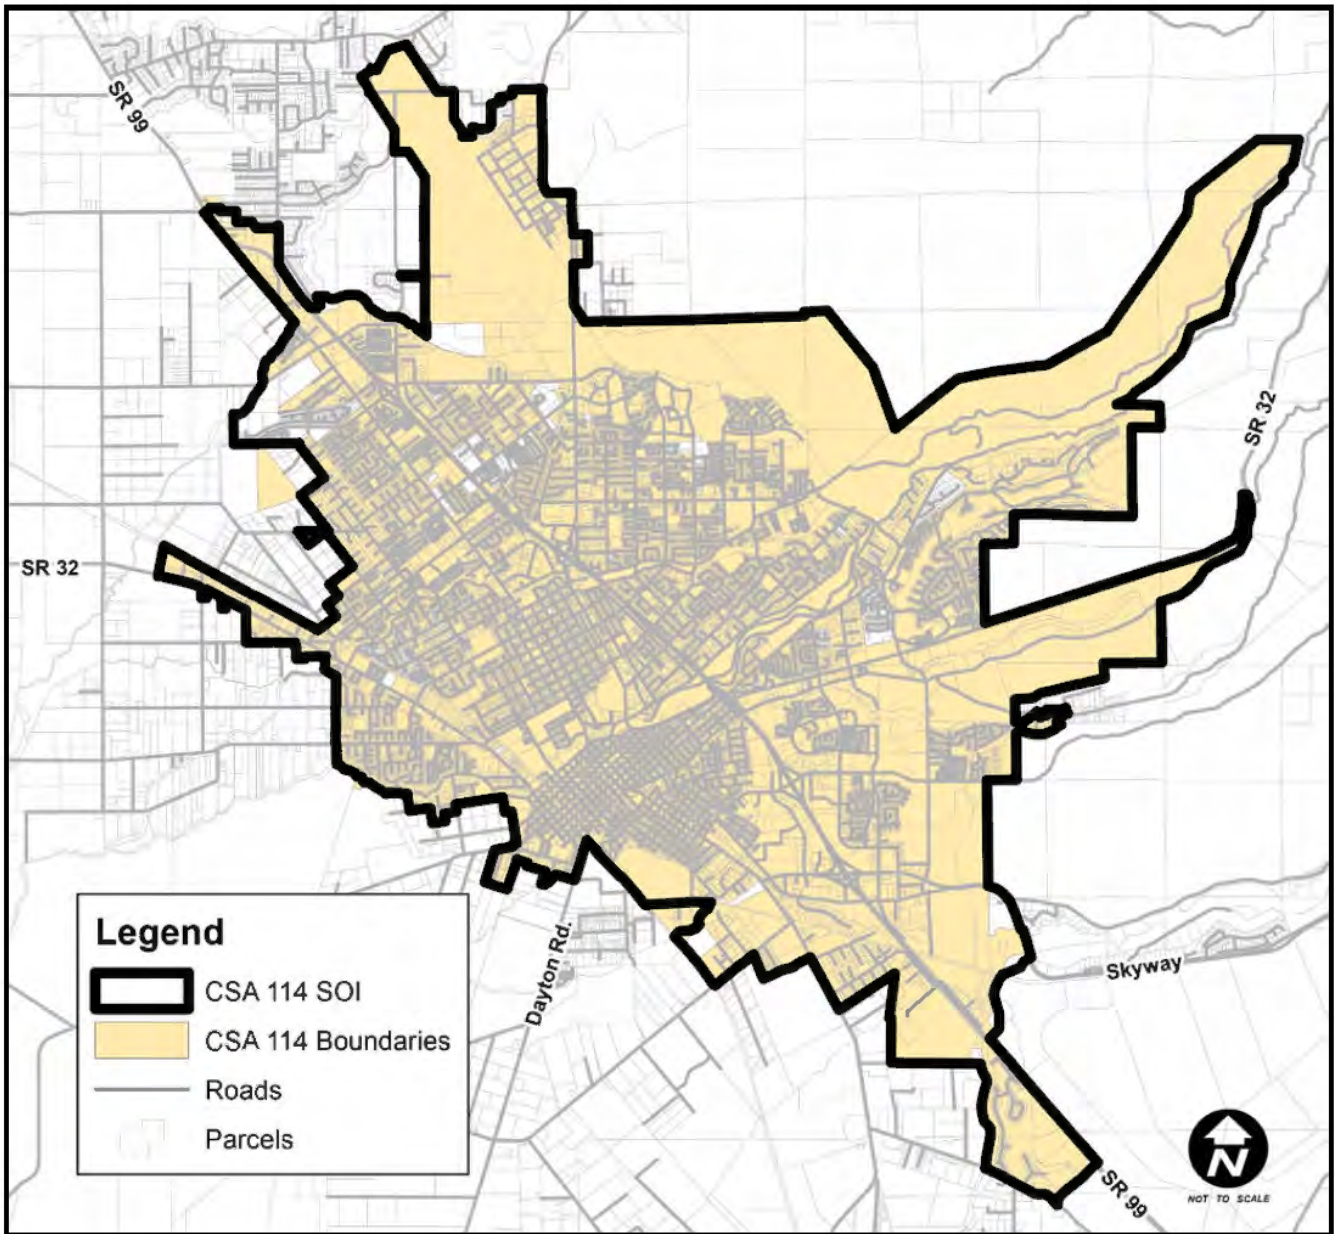 SR 99
SR 32
SR 32
Legend
CSA 114 SOI
CSA 114 Boundaries
Roads
Parcels
Dayton Rd.
Skyway
N
NOT TO SCALE
SR 99